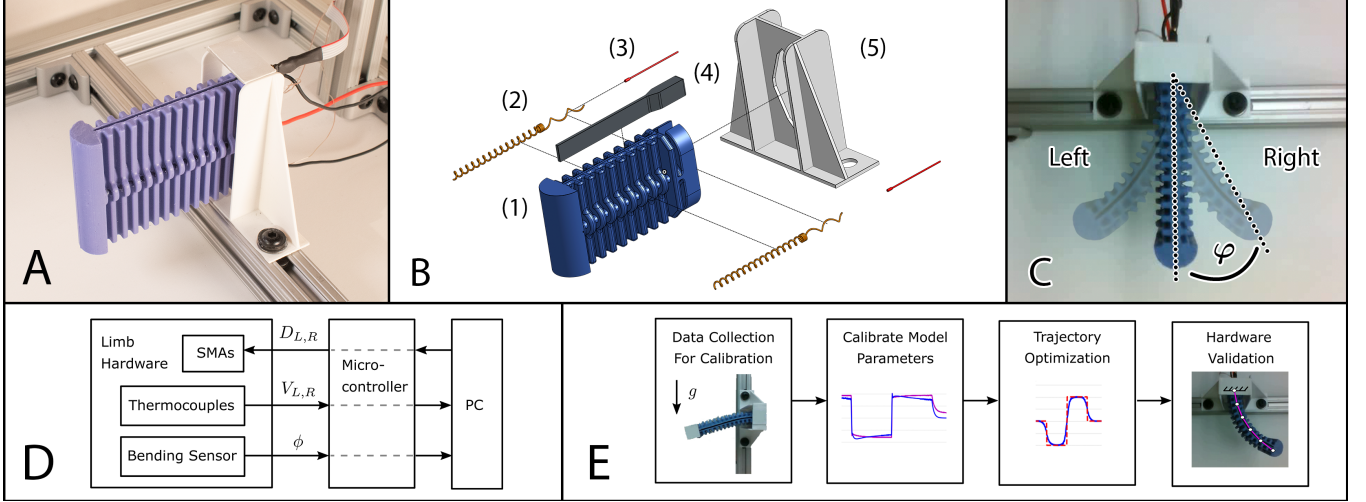 A
(3)
(4)
(5)
(2)
(1)
B
Left
Right
φ
C
Limb
Hardware
SMAs
D_{L,R}
Micro-
controller
PC
Thermocouples
V_{L,R}
Bending Sensor
ϕ
D
Data Collection
For Calibration
g
Calibrate Model
Parameters
Trajectory
Optimization
Hardware
Validation
E